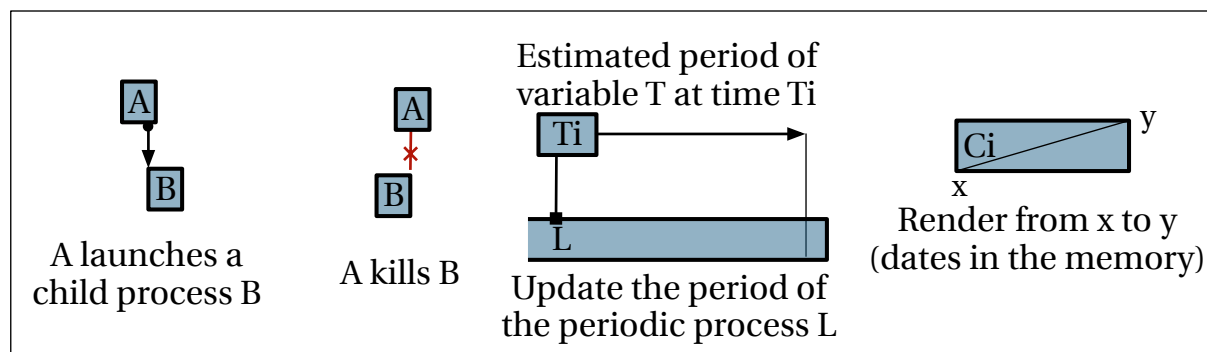 A
B
A launches a
child process B
A
B
A kills B
Estimated period of
variable T at time Ti
Ti
L
Update the period of
the periodic process L
Ci
x
y
Render from x to y
(dates in the memory)